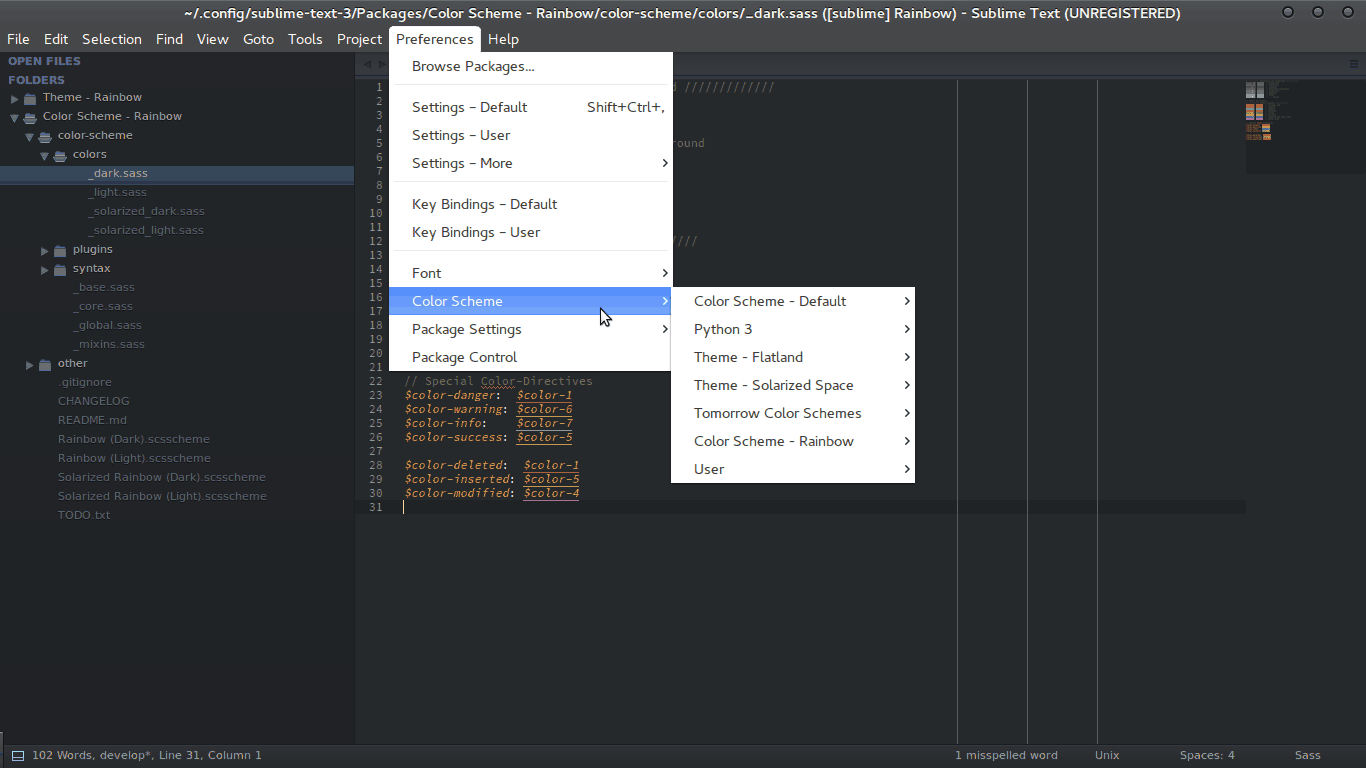 ~/.config/sublime-text-3/Packages/Color Scheme - Rainbow/color-scheme/colors/_dark.sass ([sublime] Rainbow) - Sublime Text (UNREGISTERED)
File Edit Selection Find View Goto Tools Project Preferences Help
OPEN FILES
FOLDERS
Theme - Rainbow
Color Scheme - Rainbow
color-scheme
colors
_dark.sass
_light.sass
_solarized_dark.sass
_solarized_light.sass
plugins
syntax
_base.sass
_core.sass
_global.sass
_mixins.sass
other
.gitignore
CHANGELOG
README.md
Rainbow (Dark).scsscheme
Rainbow (Light).scsscheme
Solarized Rainbow (Dark).scsscheme
Solarized Rainbow (Light).scsscheme
TODO.txt
Browse Packages...
Settings – Default Shift+Ctrl+,
Settings – User
Settings – More
Key Bindings – Default
Key Bindings – User
Font
Color Scheme
Package Settings
Package Control
Color Scheme - Default
Python 3
Theme - Flatland
Theme - Solarized Space
Tomorrow Color Schemes
Color Scheme - Rainbow
User
1 /////////////
2
3
4
5 round
6
7
8
9
10
11
12 ////
13
14
15
16
17
18
19
20
21
22 // Special Color-Directives
23 $color-danger: $color-1
24 $color-warning: $color-6
25 $color-info: $color-7
26 $color-success: $color-5
27
28 $color-deleted: $color-1
29 $color-inserted: $color-5
30 $color-modified: $color-4
31
102 Words, develop*, Line 31, Column 1 1 misspelled word Unix Spaces: 4 Sass